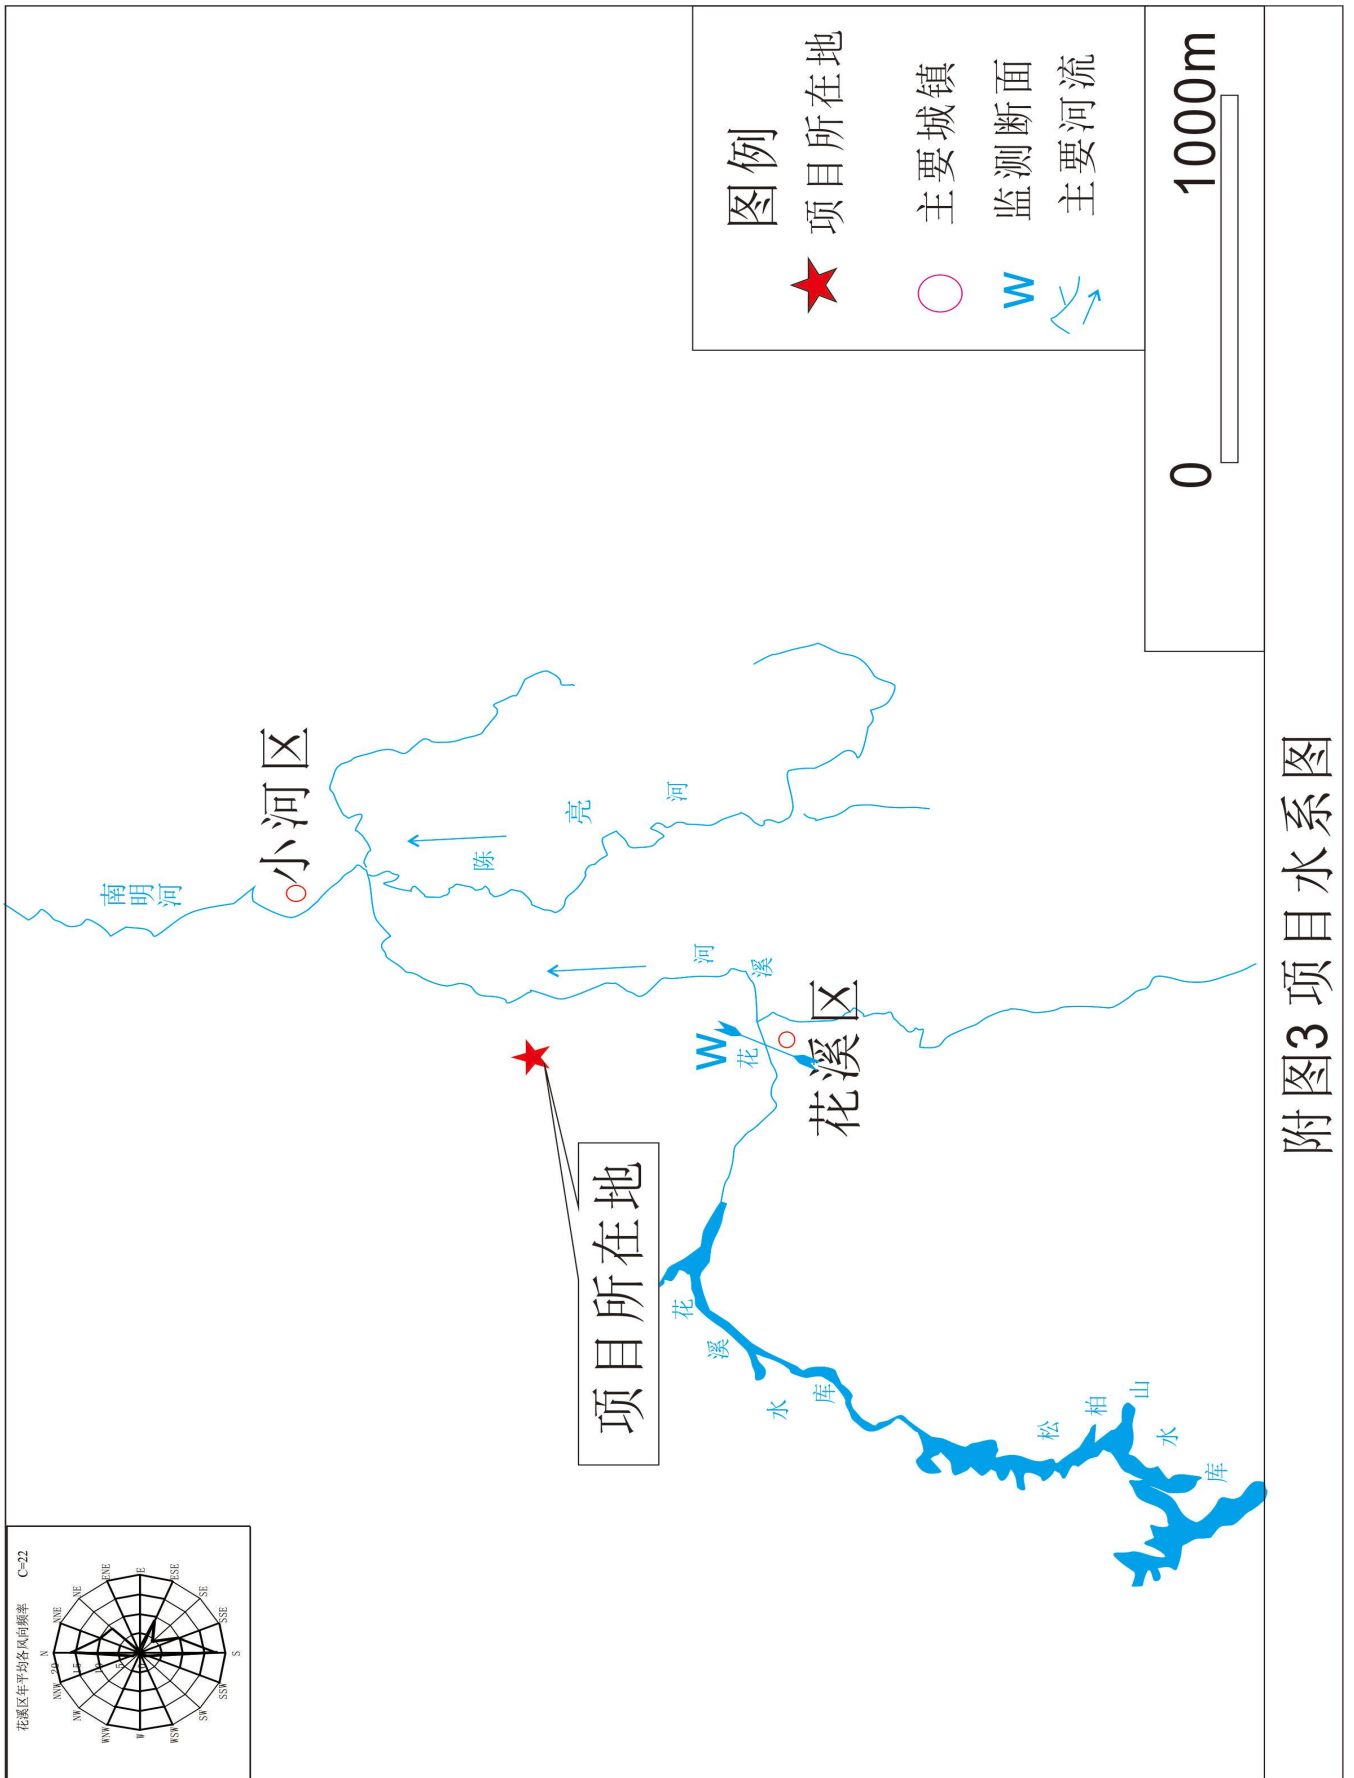 花溪区年平均各风向频率 C=22
N
NNE
NE
ENE
E
ESE
SE
SSE
S
SSW
SW
WSW
W
WNW
NW
NNW
20
15
10
5
南明河
小河区
陈亮河
花溪河
W
花溪区
项目所在地
花溪水库
松柏山水库
图例
项目所在地
主要城镇
W 监测断面
主要河流
0 1000m
附图3 项目水系图